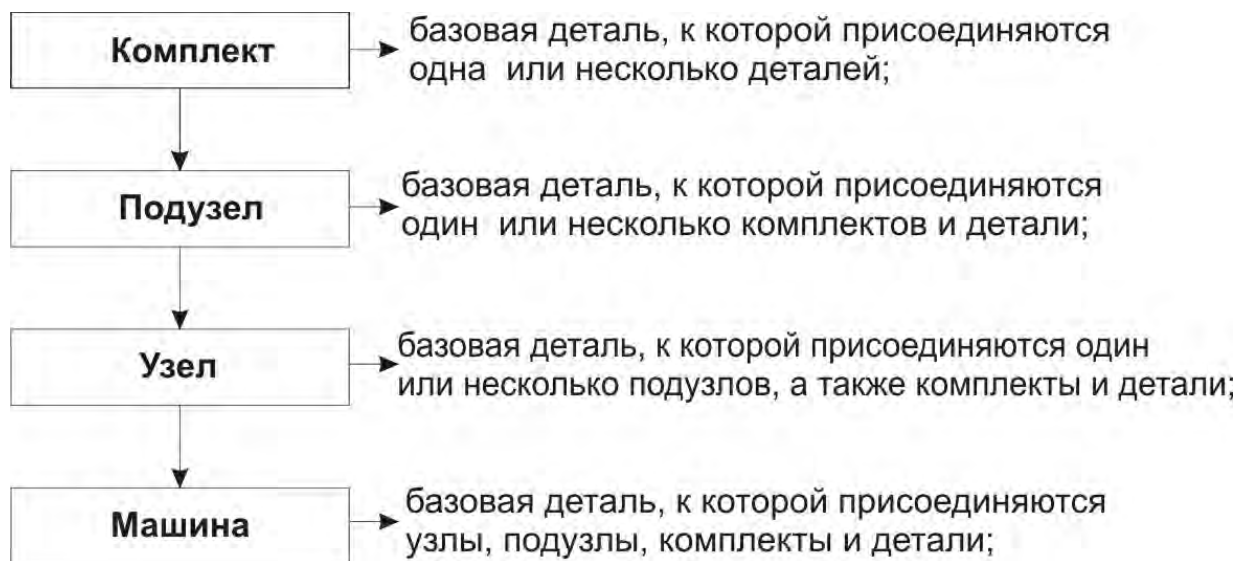 Комплект
базовая деталь, к которой присоединяются
одна или несколько деталей;
Подузел
базовая деталь, к которой присоединяются
один или несколько комплектов и детали;
Узел
базовая деталь, к которой присоединяются один
или несколько подузлов, а также комплекты и детали;
Машина
базовая деталь, к которой присоединяются
узлы, подузлы, комплекты и детали;